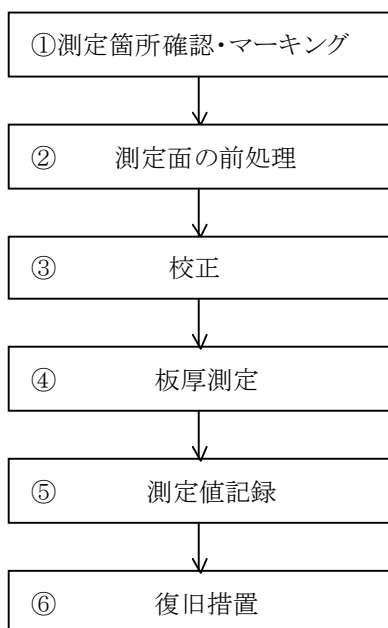 ①測定箇所確認・マーキング
② 測定面の前処理
③ 校正
④ 板厚測定
⑤ 測定値記録
⑥ 復旧措置